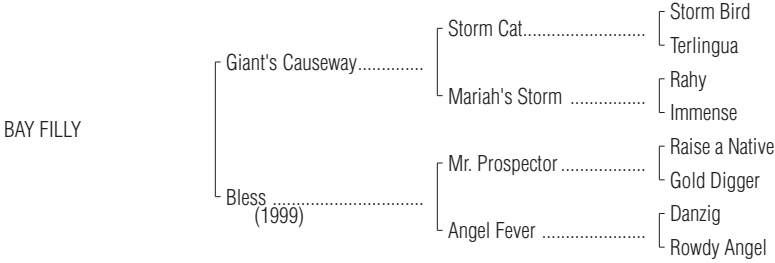 Storm Bird
Storm Cat..........................
Terlingua
Giant's Causeway..............
Rahy
Mariah's Storm ................
Immense
BAY FILLY
Raise a Native
Mr. Prospector ..................
Gold Digger
Bless ................................
(1999)
Danzig
Angel Fever ......................
Rowdy Angel